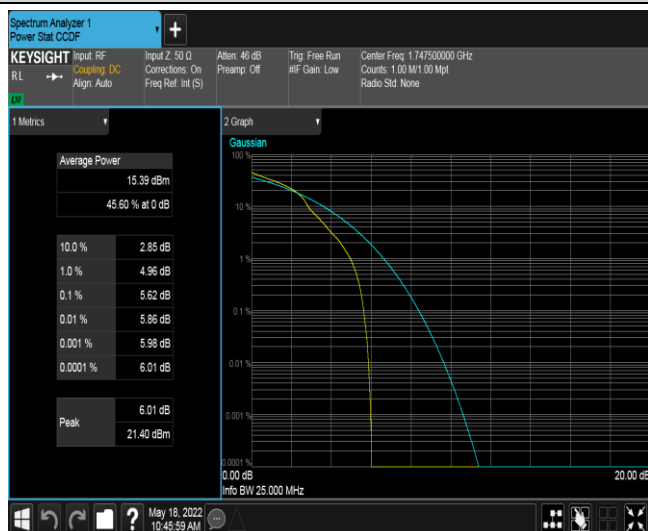 Spectrum Analyzer 1
Power Stat CCDF
+
KEYSIGHT
RL
LXI
Input: RF
Coupling: DC
Align: Auto
Input Z: 50 Ω
Corrections: On
Freq Ref: Int (S)
Atten: 46 dB
Preamp: Off
Trig: Free Run
#IF Gain: Low
Center Freq: 1.747500000 GHz
Counts: 1.00 M/1.00 Mpt
Radio Std: None
1 Metrics
Average Power
15.39 dBm
45.60 % at 0 dB
10.0 % 2.85 dB
1.0 % 4.96 dB
0.1 % 5.62 dB
0.01 % 5.86 dB
0.001 % 5.98 dB
0.0001 % 6.01 dB
Peak
6.01 dB
21.40 dBm
2 Graph
Gaussian
100 %
10 %
1 %
0.1 %
0.01 %
0.001 %
0.0001 %
0.00 dB 20.00 dB
Info BW 25.000 MHz
?
May 18, 2022
10:45:59 AM